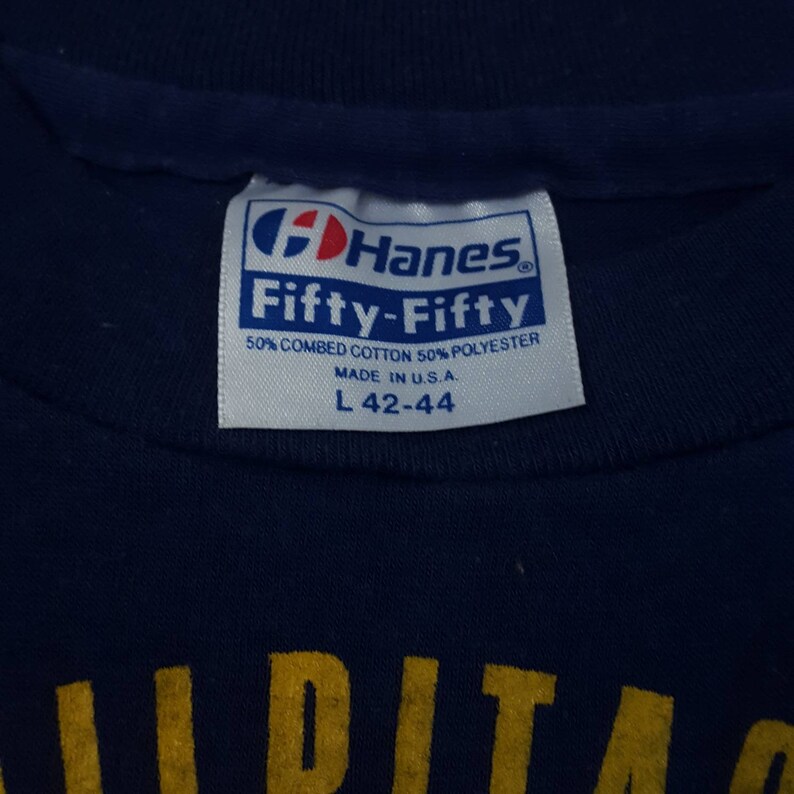 Hanes®
Fifty-Fifty
50% COMBED COTTON 50% POLYESTER
MADE IN U.S.A.
L 42-44